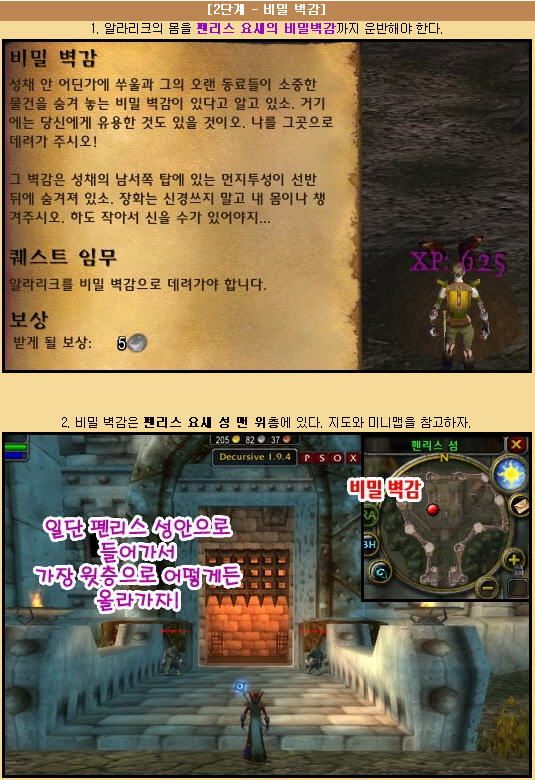 [2단계 - 비밀 벽감]
1. 알라리크의 몸을 펜리스 요새의 비밀벽감까지 운반해야 한다.
비밀 벽감
성채 안 어딘가에 쑤울과 그의 오랜 동료들이 소중한
물건을 숨겨 놓는 비밀 벽감이 있다고 알고 있소. 거기
에는 당신에게 유용한 것도 있을 것이오. 나를 그곳으로
데려가 주시오!
그 벽감은 성채의 남서쪽 탑에 있는 먼지투성이 선반
뒤에 숨겨져 있소. 장화는 신경쓰지 말고 내 몸이나 챙
겨주시오. 하도 작아서 신을 수가 있어야지...
퀘스트 임무
알라리크를 비밀 벽감으로 데려가야 합니다.
보상
받게 될 보상: 5
XP: 625
2. 비밀 벽감은 펜리스 요새 성 맨 위층에 있다. 지도와 미니맵을 참고하자.
205 82 37
Decursive 1.9.4
P S O X
펜리스 섬
N
비밀 벽감
일단 펜리스 성안으로
들어가서
가장 윗층으로 어떻게든
올라가자!